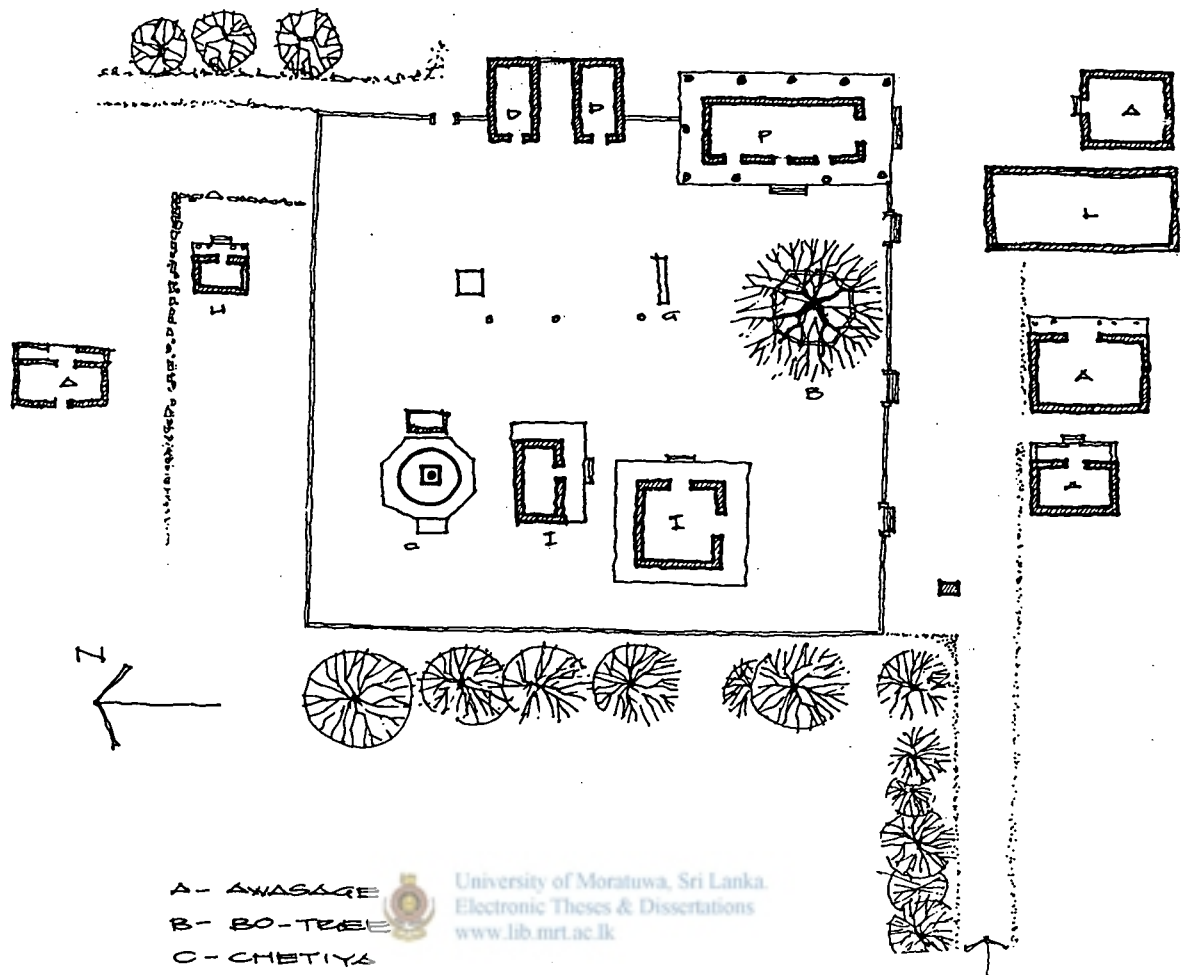 D
D
P
A
L
L
G
A
A
B
C
I
I
A
N
A- AWASAGE
B- BO-TREE
C- CHETIYA
University of Moratuwa, Sri Lanka.
Electronic Theses & Dissertations
www.lib.mrt.ac.lk